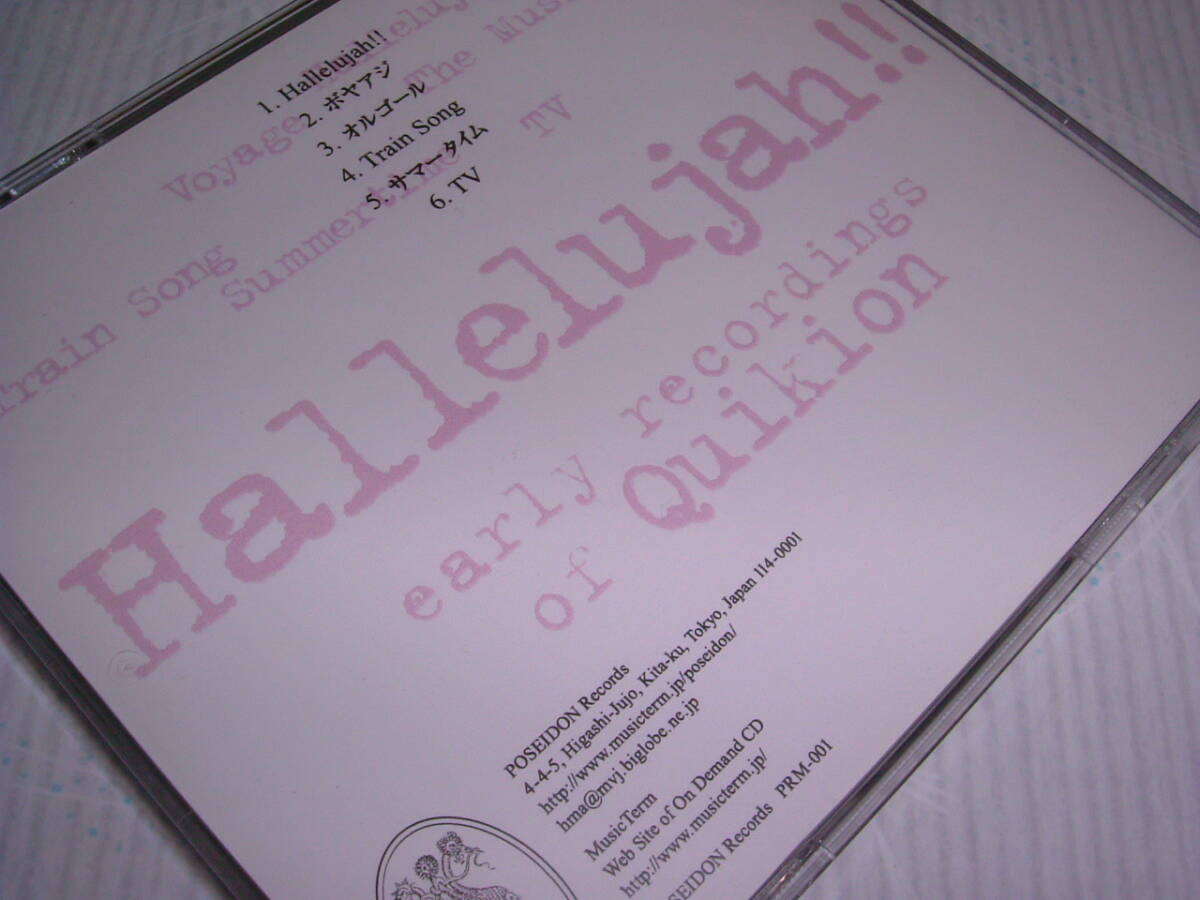 1. Hallelujah!!
2. ボヤアジ
3. オルゴール
4. Train Song
5. サマータイム
6. TV
Voyage
The
Train Song
Summertime TV
Hallelujah!!
early recordings
of Quikion
POSEIDON Records
4-4-5, Higashi-Jujo, Kita-ku, Tokyo, Japan 114-0001
http://www.musicterm.jp/poseidon/
hma@mvj.biglobe.ne.jp
MusicTerm
Web Site of On Demand CD
http://www.musicterm.jp/
SEIDON Records PRM-001